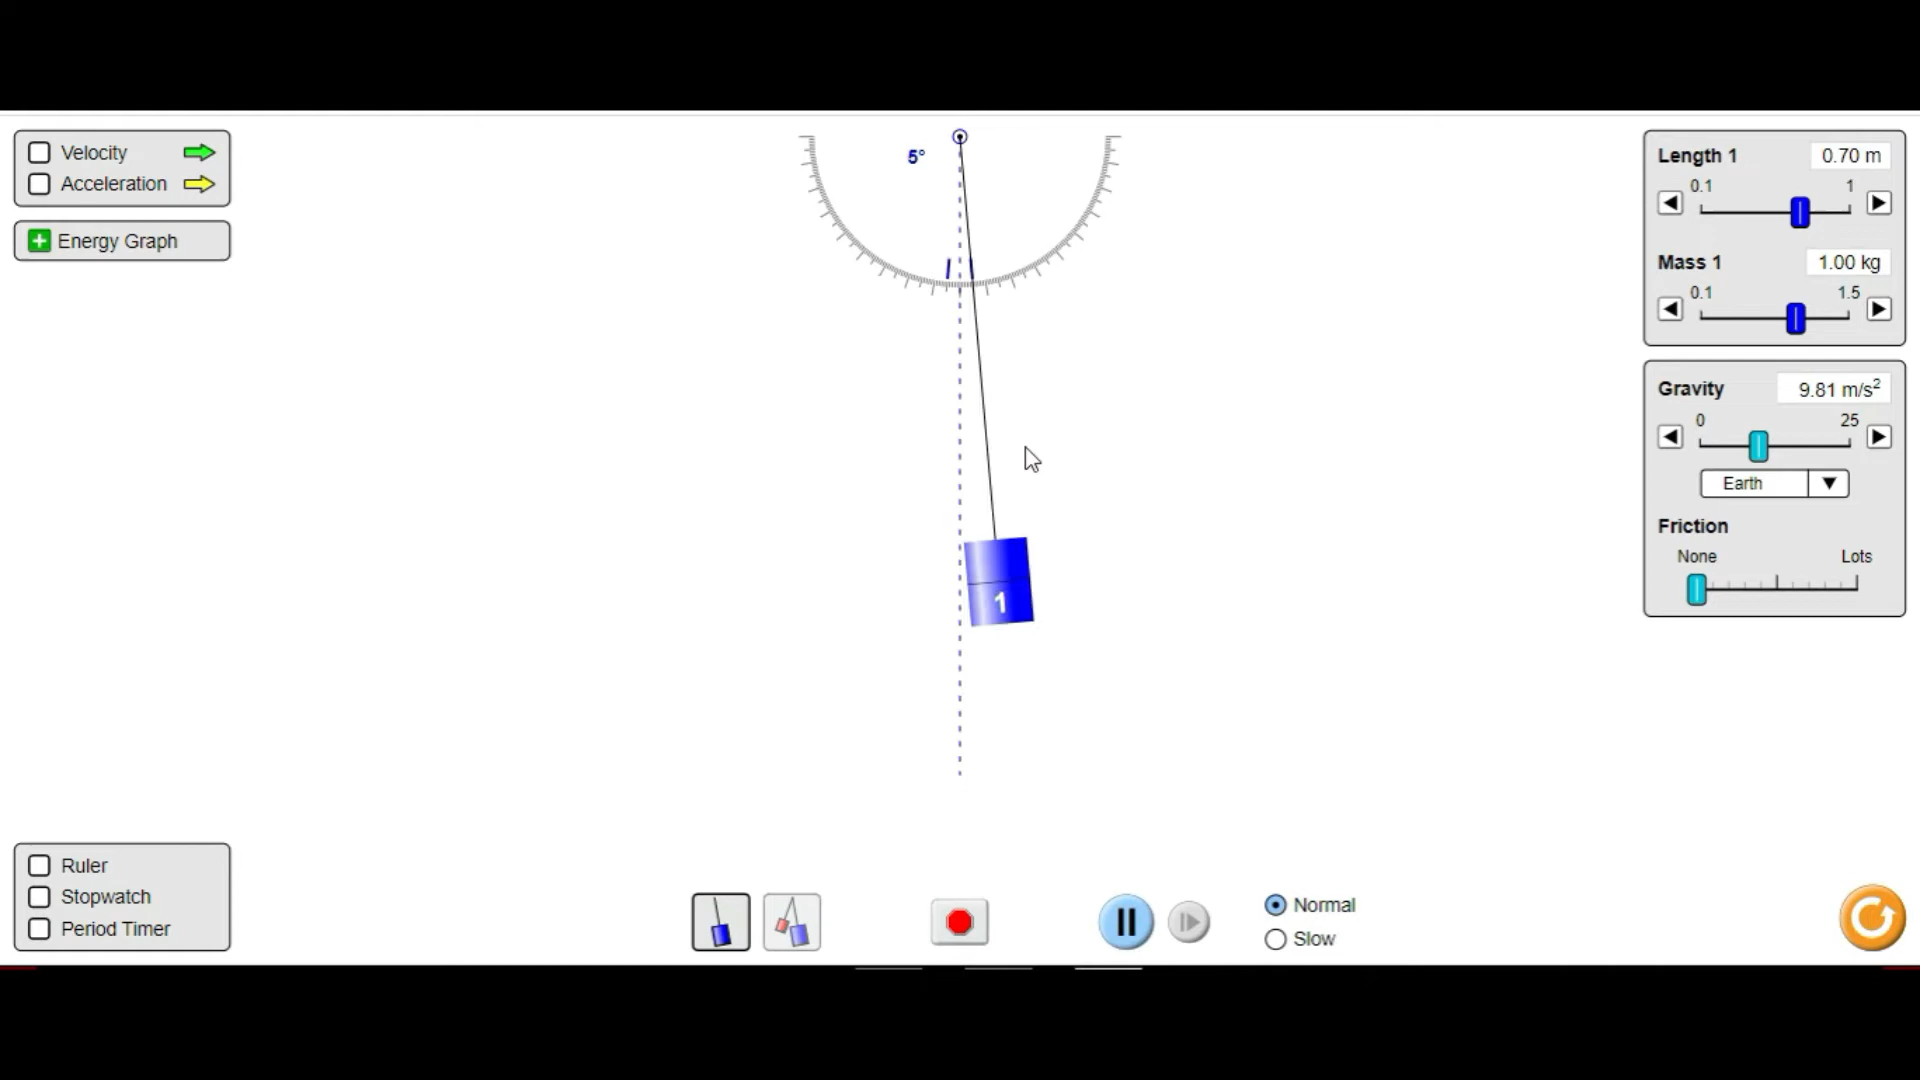 Velocity
Acceleration
Energy Graph
5°
Length 1 0.70 m
0.1 1
Mass 1 1.00 kg
0.1 1.5
Gravity 9.81 m/s²
0 25
Earth
Friction
None Lots
1
Ruler
Stopwatch
Period Timer
Normal
Slow